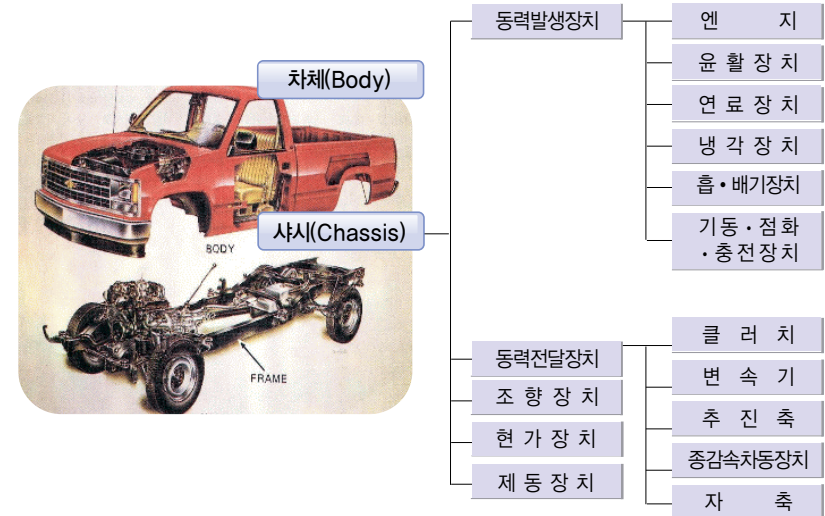 차체(Body)
샤시(Chassis)
BODY
FRAME
동력발생장치
엔 지
윤 활 장 치
연 료 장 치
냉 각 장 치
흡•배기장치
기동•점화
•충전장치
동력전달장치
클 러 치
변 속 기
추 진 축
종감속차동장치
자 축
조 향 장 치
현 가 장 치
제 동 장 치